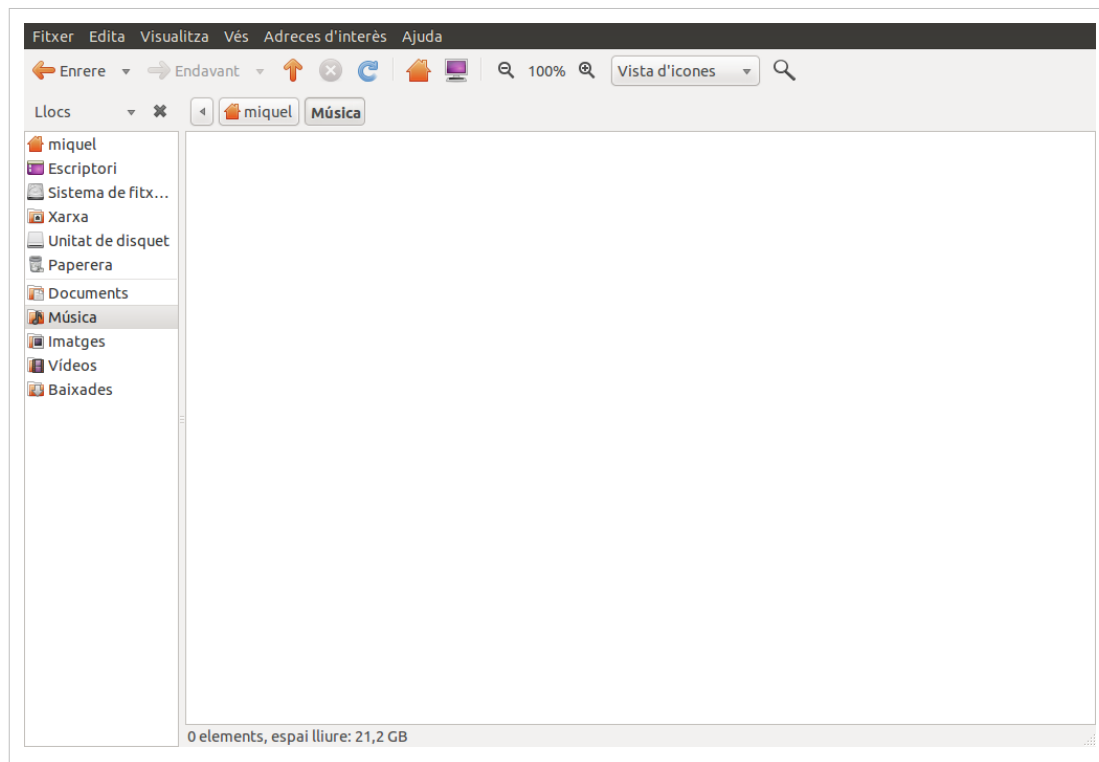 Fitxer Edita Visualitza Vés Adreces d'interès Ajuda
Enrere Endavant 100% Vista d'icones
Llocs miquel Música
miquel
Escriptori
Sistema de fitx...
Xarxa
Unitat de disquet
Paperera
Documents
Música
Imatges
Vídeos
Baixades
0 elements, espai lliure: 21,2 GB